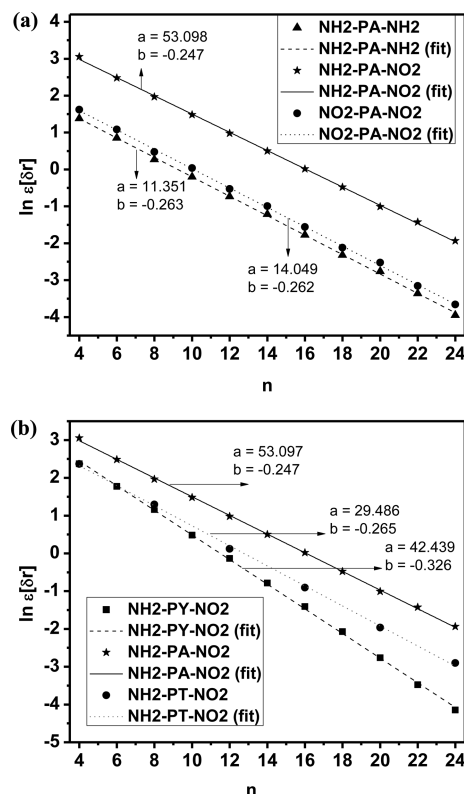 (a)
a = 53.098
b = -0.247
NH2-PA-NH2
NH2-PA-NH2 (fit)
NH2-PA-NO2
NH2-PA-NO2 (fit)
NO2-PA-NO2
NO2-PA-NO2 (fit)
a = 11.351
b = -0.263
a = 14.049
b = -0.262
ln ε[δr]
3
2
1
0
-1
-2
-3
-4
4 6 8 10 12 14 16 18 20 22 24
n
(b)
a = 53.097
b = -0.247
a = 29.486
b = -0.265
a = 42.439
b = -0.326
NH2-PY-NO2
NH2-PY-NO2 (fit)
NH2-PA-NO2
NH2-PA-NO2 (fit)
NH2-PT-NO2
NH2-PT-NO2 (fit)
ln ε[δr]
3
2
1
0
-1
-2
-3
-4
-5
4 6 8 10 12 14 16 18 20 22 24
n